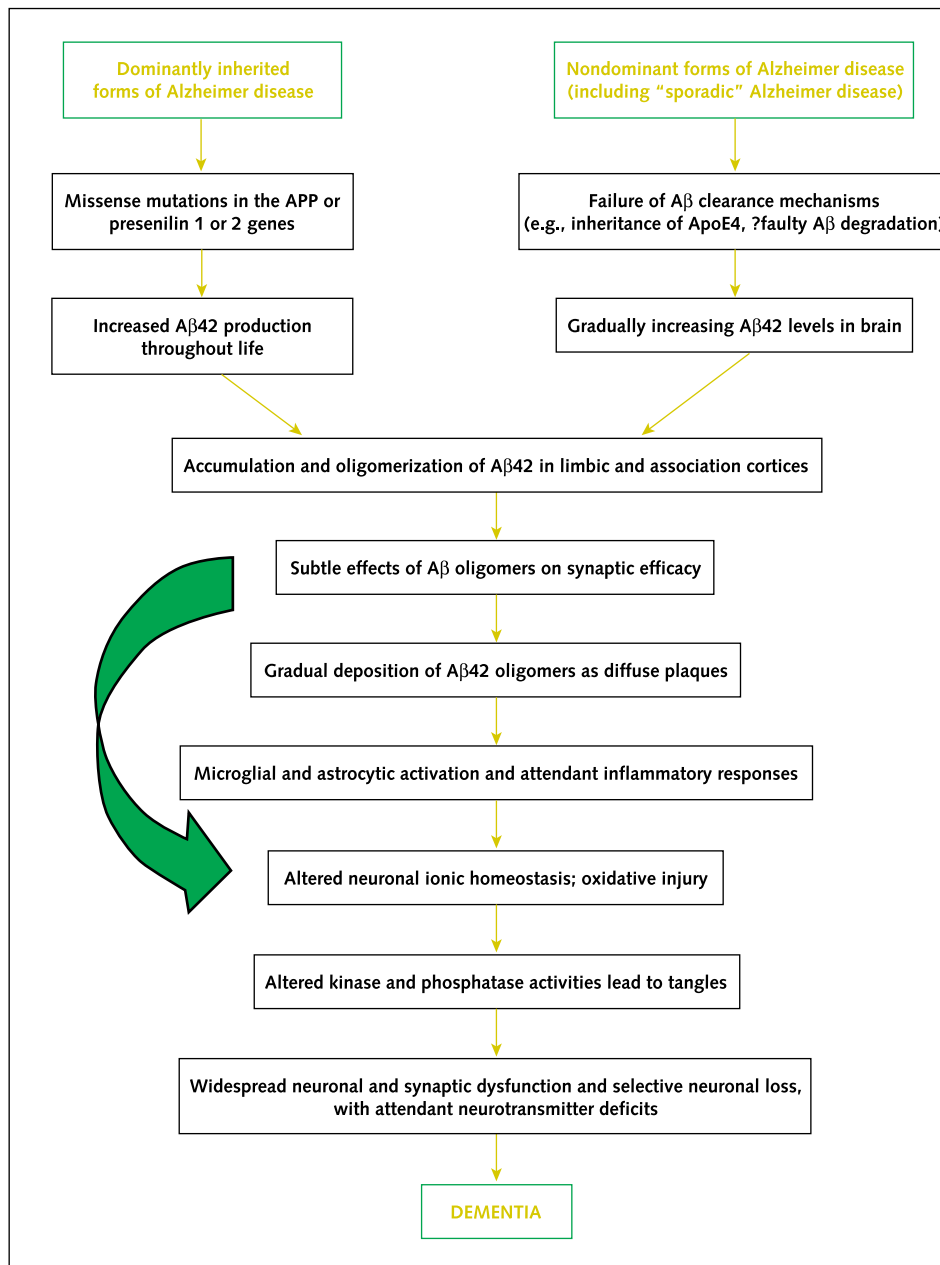 Dominantly inherited
forms of Alzheimer disease
Nondominant forms of Alzheimer disease
(including “sporadic” Alzheimer disease)
Missense mutations in the APP or
presenilin 1 or 2 genes
Failure of Aβ clearance mechanisms
(e.g., inheritance of ApoE4, ?faulty Aβ degradation)
Increased Aβ42 production
throughout life
Gradually increasing Aβ42 levels in brain
Accumulation and oligomerization of Aβ42 in limbic and association cortices
Subtle effects of Aβ oligomers on synaptic efficacy
Gradual deposition of Aβ42 oligomers as diffuse plaques
Microglial and astrocytic activation and attendant inflammatory responses
Altered neuronal ionic homeostasis; oxidative injury
Altered kinase and phosphatase activities lead to tangles
Widespread neuronal and synaptic dysfunction and selective neuronal loss,
with attendant neurotransmitter deficits
DEMENTIA